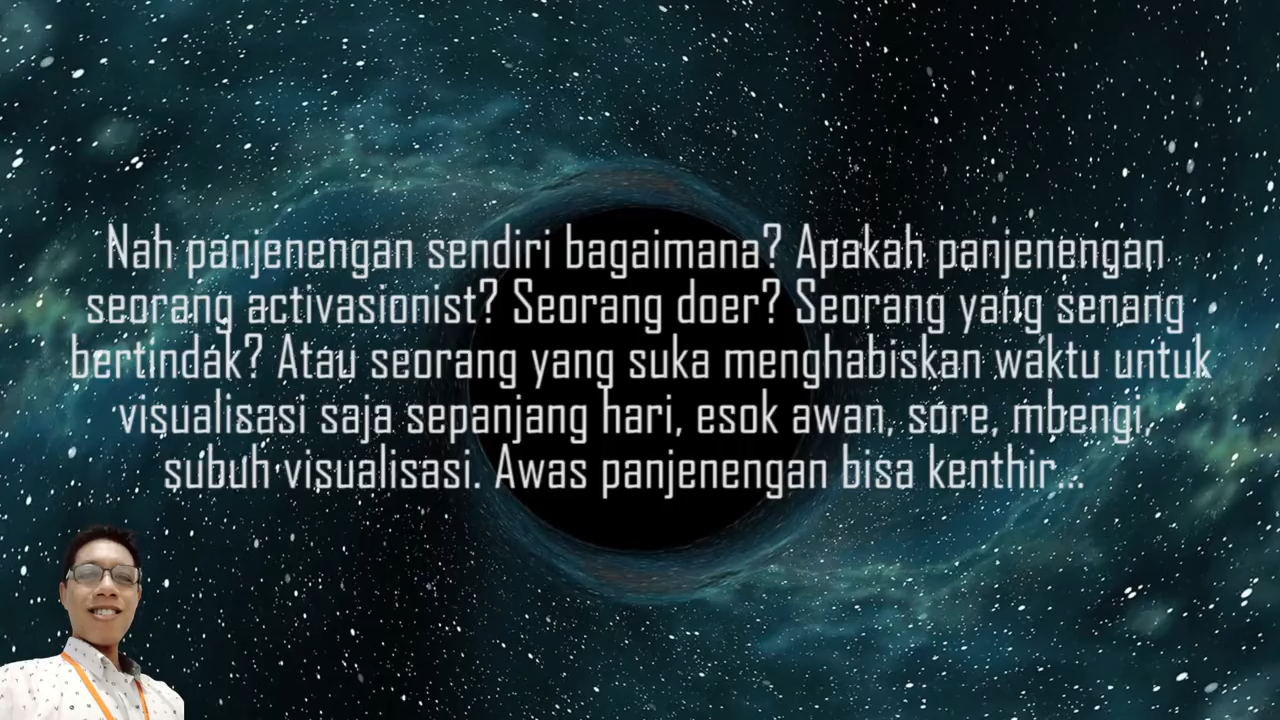 Nah panjenengan sendiri bagaimana? Apakah panjenengan
seorang activasionist? Seorang doer? Seorang yang senang
bertindak? Atau seorang yang suka menghabiskan waktu untuk
visualisasi saja sepanjang hari, esok awan, sore, mbengi,
subuh visualisasi. Awas panjenengan bisa kenthir...